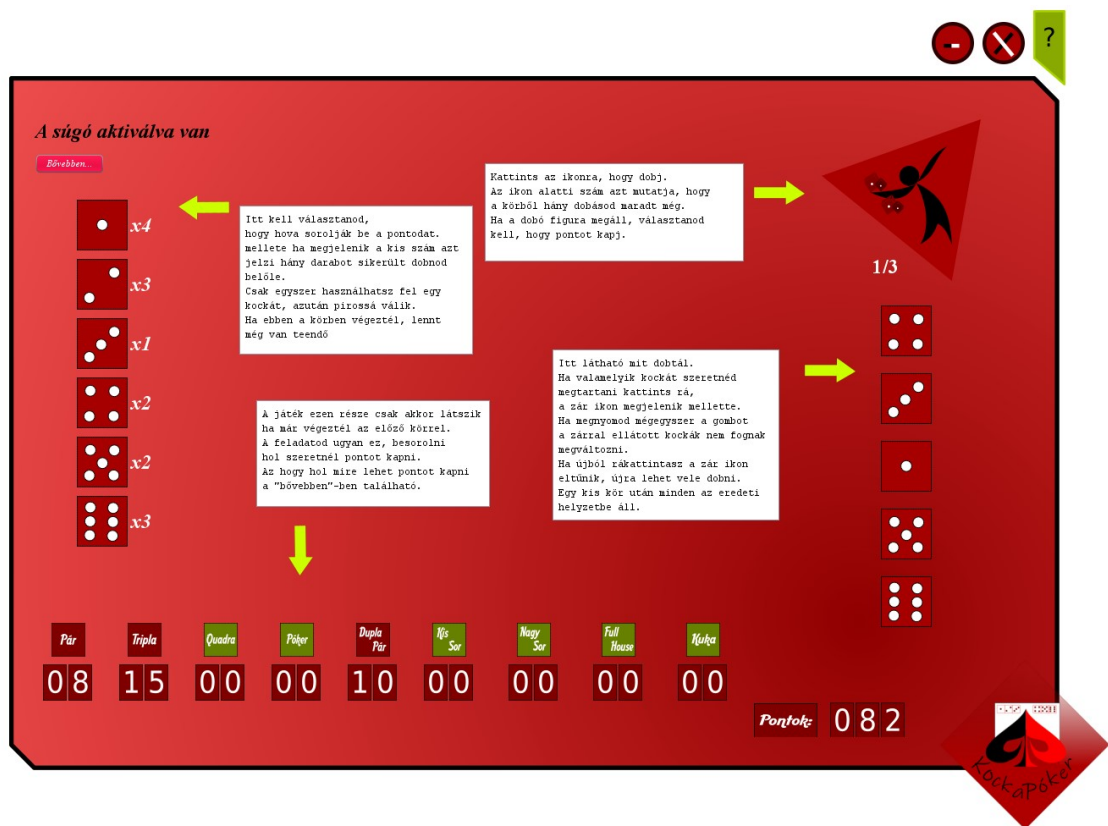 ?
A súgó aktiválva van
Bővebben...
Kattints az ikonra, hogy dobj.
Az ikon alatti szám azt mutatja, hogy
a körből hány dobásod maradt még.
Ha a dobó figura megáll, választanod
kell, hogy pontot kapj.
1/3
Itt kell választanod,
hogy hova sorolják be a pontodat.
mellete ha megjelenik a kis szám azt
jelzi hány darabot sikerült dobnod
belőle.
Csak egyszer használhatsz fel egy
kockát, azután pirossá válik.
Ha ebben a körben végeztél, lennt
még van teendő
x4
x3
x1
x2
x2
x3
Itt látható mit dobtál.
Ha valamelyik kockát szeretnéd
megtartani kattints rá,
a zár ikon megjelenik mellette.
Ha megnyomod mégegyszer a gombot
a zárral ellátott kockák nem fognak
megváltozni.
Ha újból rákattintasz a zár ikon
eltűnik, újra lehet vele dobni.
Egy kis kör után minden az eredeti
helyzetbe áll.
A játék ezen része csak akkor látszik
ha már végeztél az előző körrel.
A feladatod ugyan ez, besorolni
hol szeretnél pontot kapni.
Az hogy hol mire lehet pontot kapni
a "bővebben"-ben található.
Pár
Tripla
Quadra
Póker
Dupla
Pár
Kis
Sor
Nagy
Sor
Full
House
Kuka
08 15 00 00 10 00 00 00 00
Pontok: 082
KockaPóker